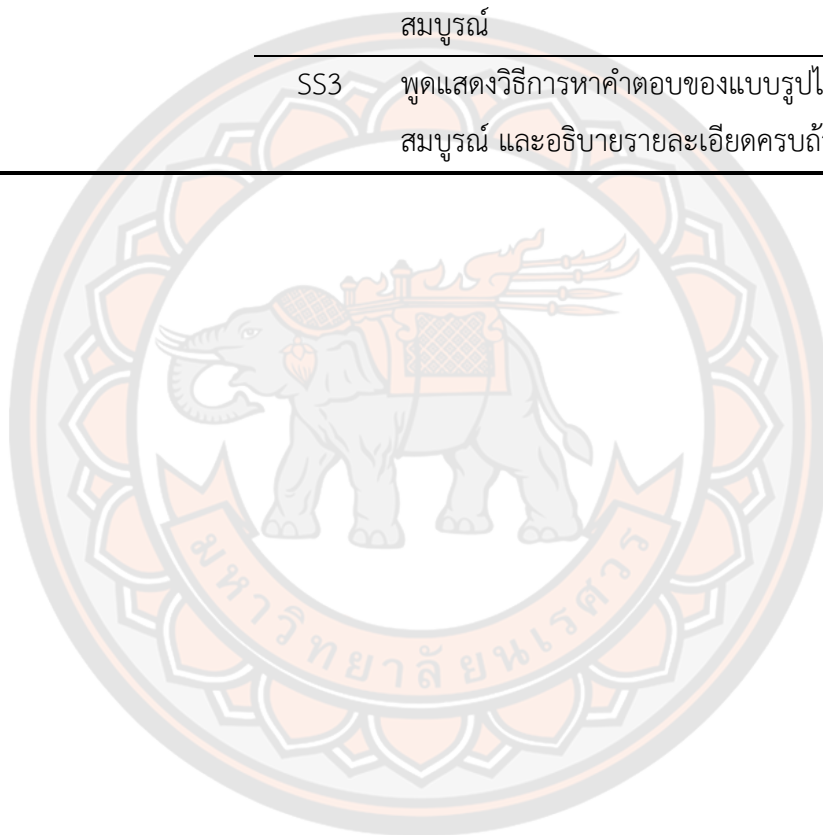 สมบูรณ์
SS3 พูดแสดงวิธีการหาคำตอบของแบบรูปไ
สมบูรณ์ และอธิบายรายละเอียดครบถ้
มหาวิทยาลัยนเรศวร